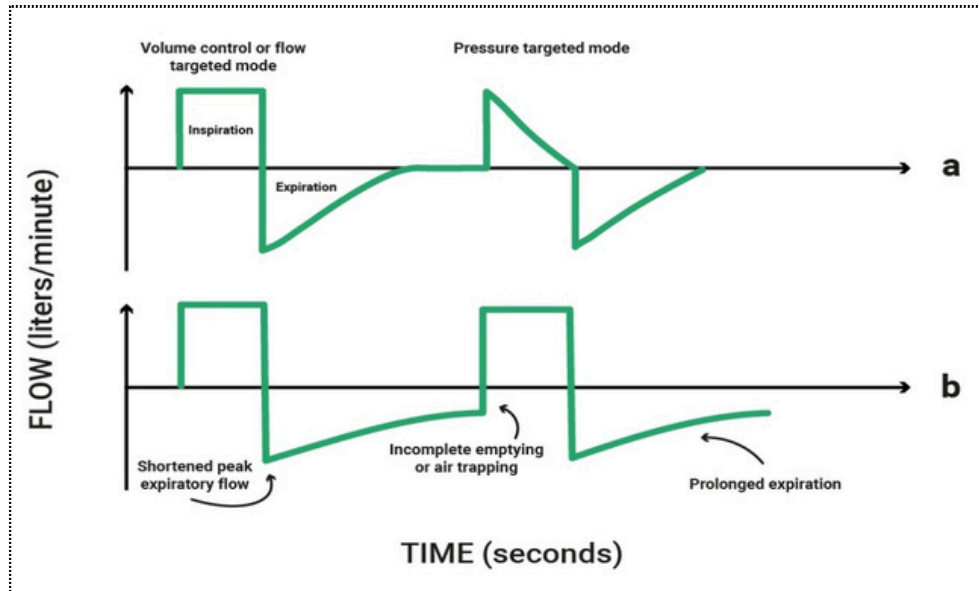 Volume control or flow
targeted mode
Pressure targeted mode
Inspiration
Expiration
a
FLOW (liters/minute)
b
Shortened peak
expiratory flow
Incomplete emptying
or air trapping
Prolonged expiration
TIME (seconds)